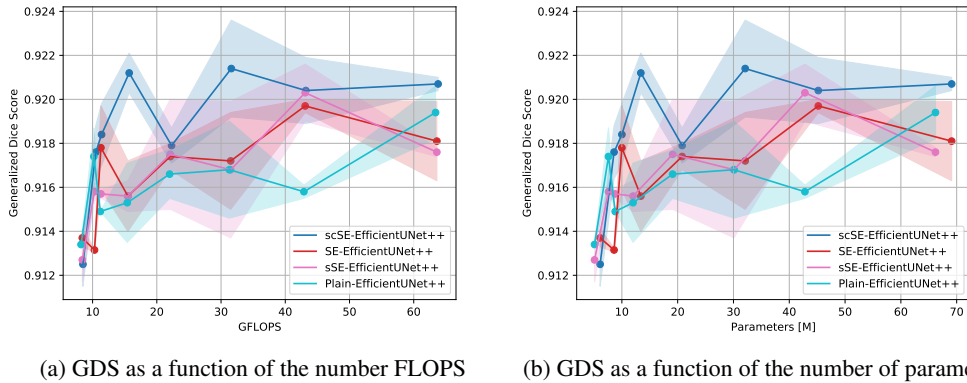 0.924
0.922
0.920
0.918
0.916
0.914
0.912
Generalized Dice Score
scSE-EfficientUNet++
SE-EfficientUNet++
sSE-EfficientUNet++
Plain-EfficientUNet++
10 20 30 40 50 60
GFLOPS
(a) GDS as a function of the number FLOPS
0.924
0.922
0.920
0.918
0.916
0.914
0.912
Generalized Dice Score
scSE-EfficientUNet++
SE-EfficientUNet++
sSE-EfficientUNet++
Plain-EfficientUNet++
10 20 30 40 50 60 70
Parameters [M]
(b) GDS as a function of the number of parame